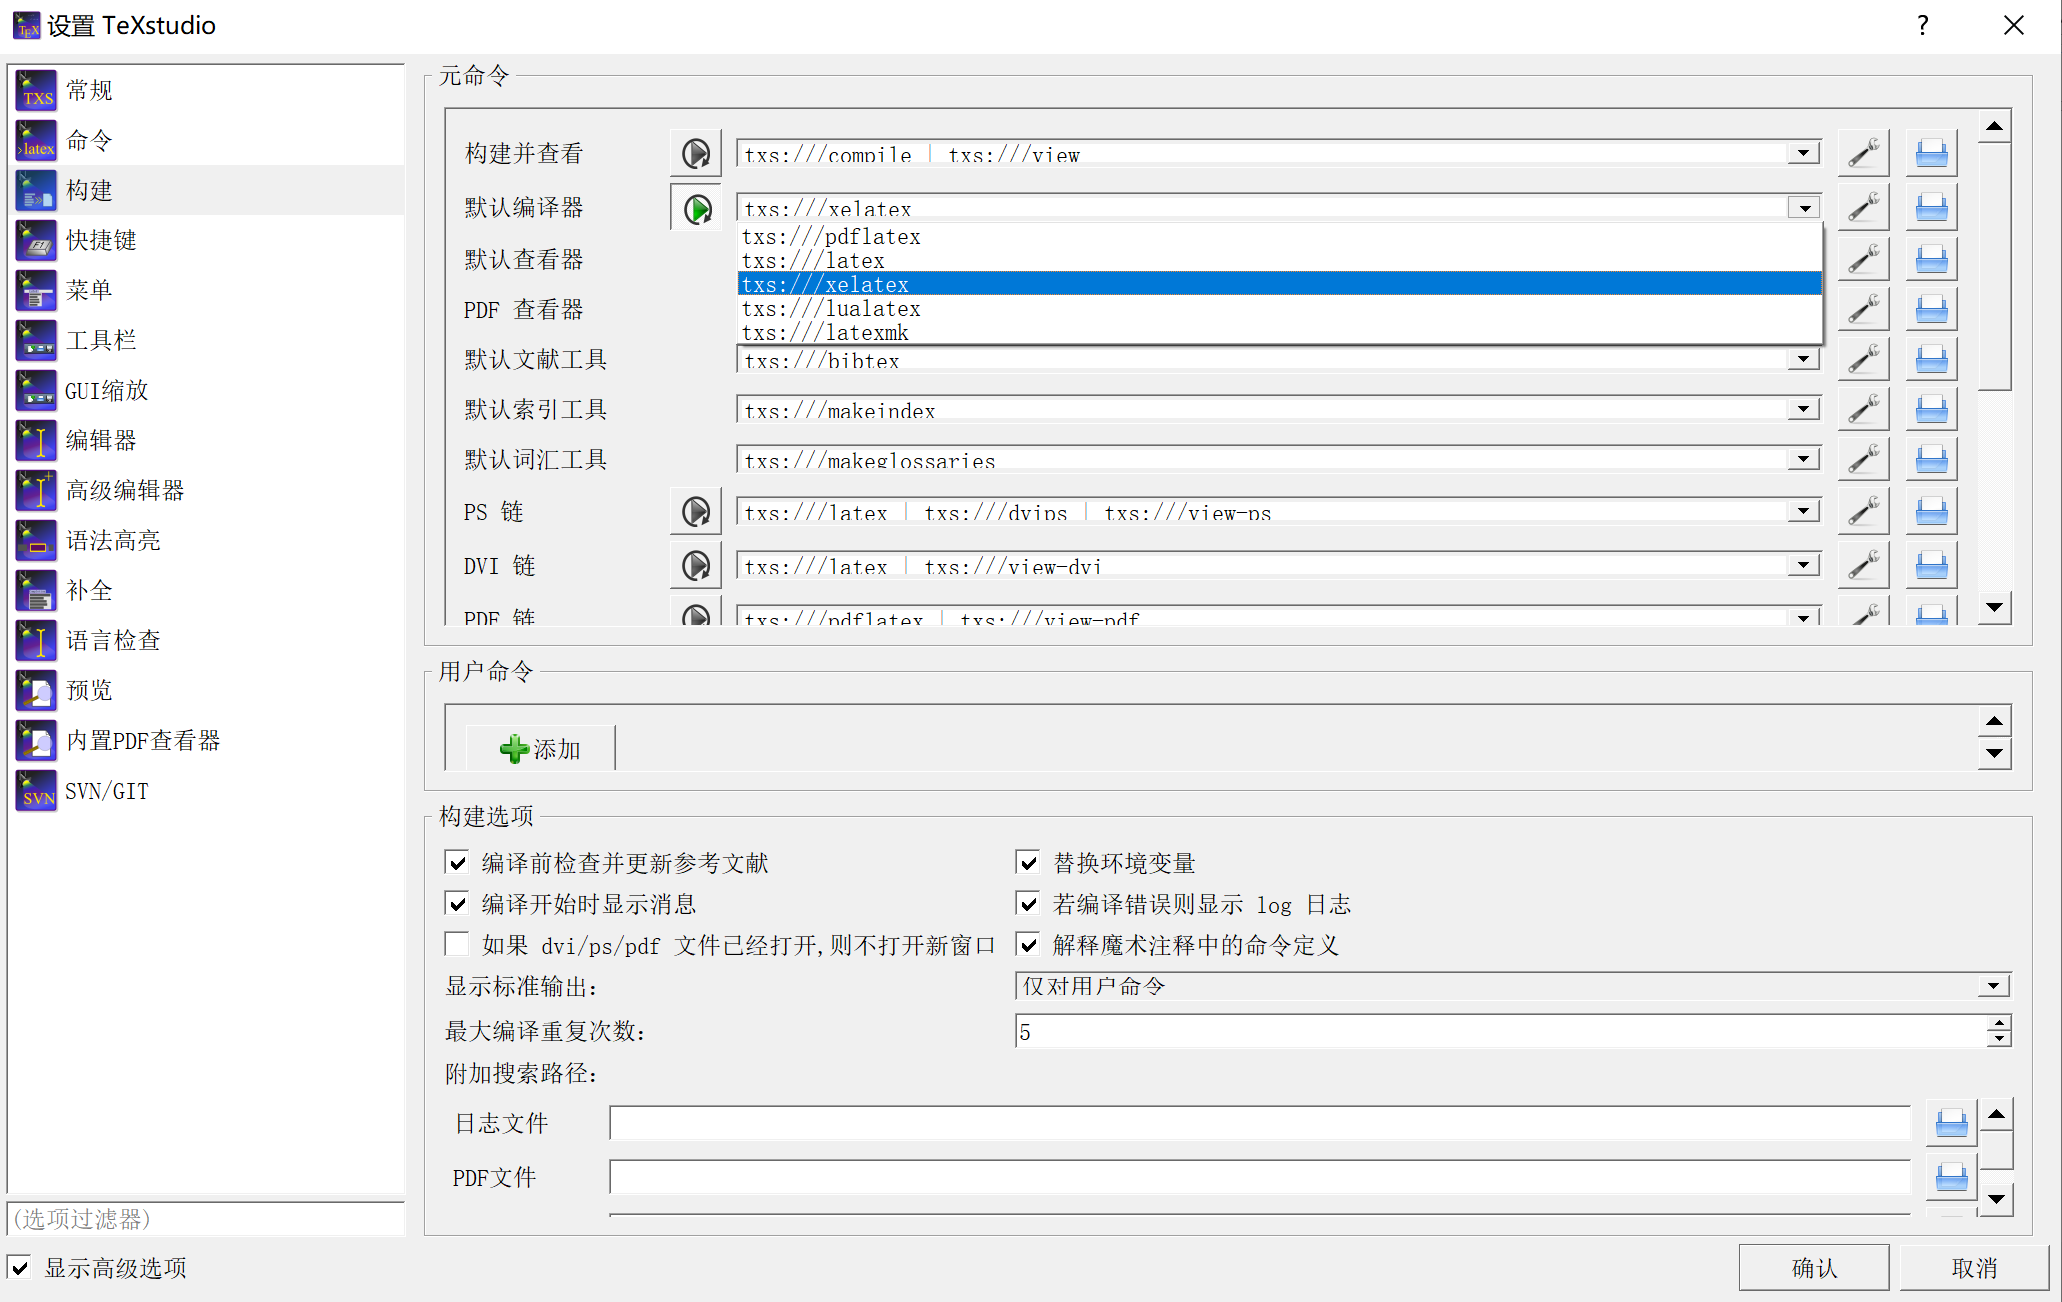 设置 TeXstudio
常规
命令
构建
快捷键
菜单
工具栏
GUI缩放
编辑器
高级编辑器
语法高亮
补全
语言检查
预览
内置PDF查看器
SVN/GIT
(选项过滤器)
显示高级选项
元命令
构建并查看 txs:///compile | txs:///view
默认编译器 txs:///xelatex
txs:///pdflatex
txs:///latex
默认查看器
txs:///xelatex
PDF 查看器
txs:///lualatex
txs:///latexmk
默认文献工具 txs:///bibtex
默认索引工具 txs:///makeindex
默认词汇工具 txs:///makeglossaries
PS 链 txs:///latex | txs:///dvips | txs:///view-ps
DVI 链 txs:///latex | txs:///view-dvi
PDF 链 txs:///pdflatex | txs:///view-pdf
用户命令
添加
构建选项
编译前检查并更新参考文献 替换环境变量
编译开始时显示消息 若编译错误则显示 log 日志
如果 dvi/ps/pdf 文件已经打开,则不打开新窗口 解释魔术注释中的命令定义
显示标准输出: 仅对用户命令
最大编译重复次数: 5
附加搜索路径:
日志文件
PDF文件
确认 取消